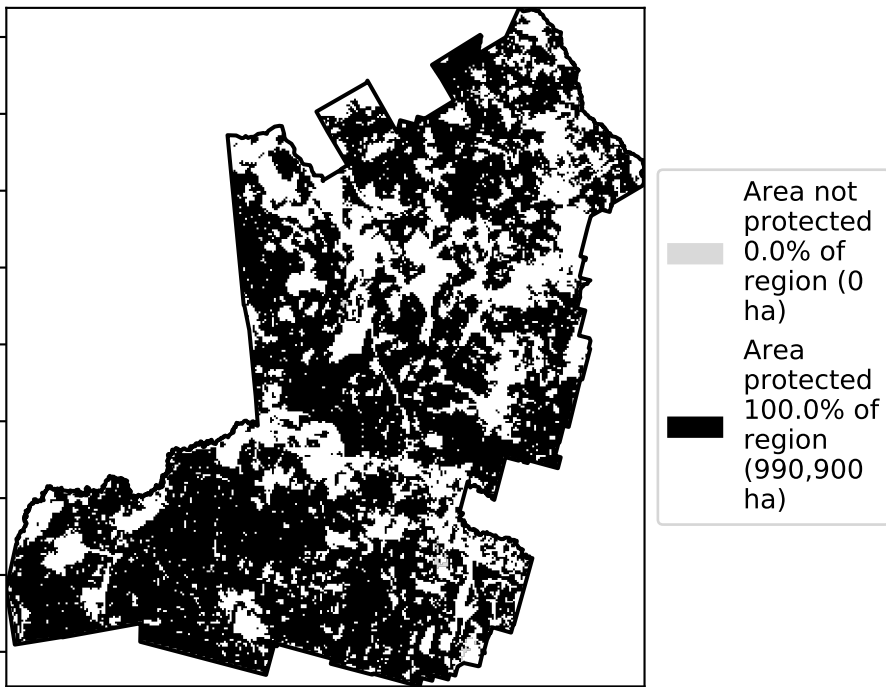 Area not
protected
0.0% of
region (0
ha)
Area
protected
100.0% of
region
(990,900
ha)